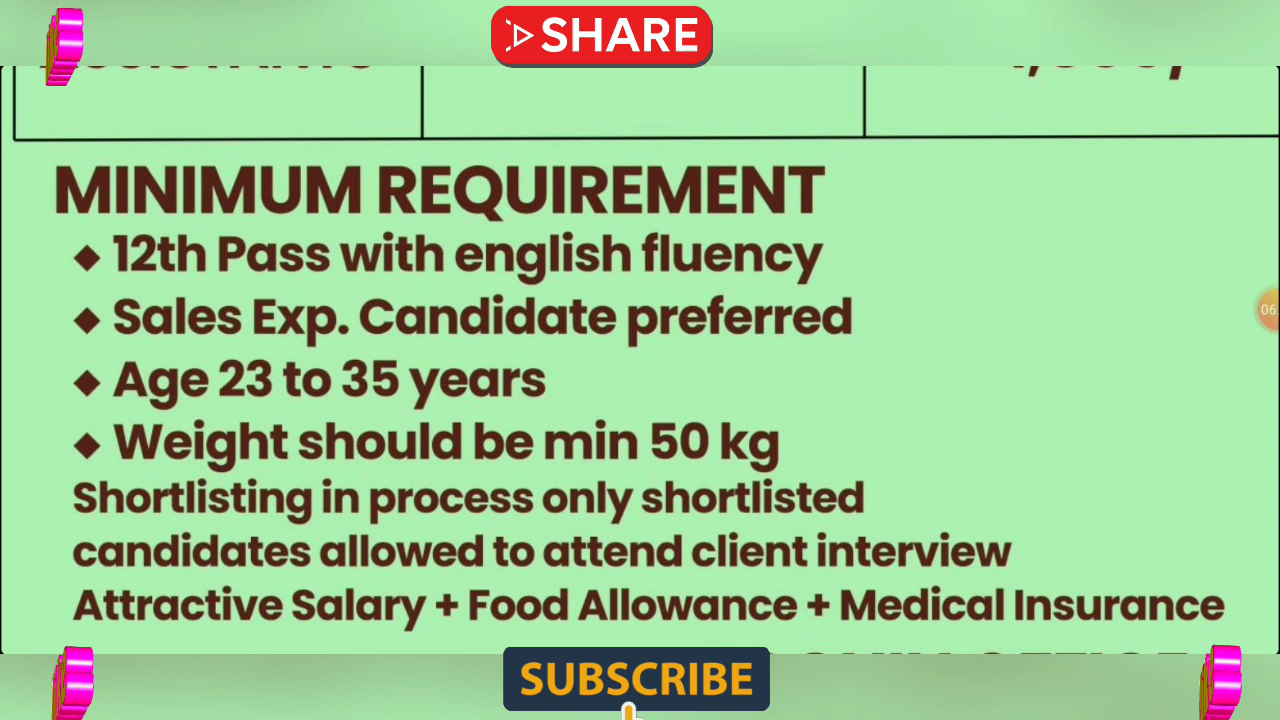 SHARE
MINIMUM REQUIREMENT
◆ 12th Pass with english fluency
◆ Sales Exp. Candidate preferred
◆ Age 23 to 35 years
◆ Weight should be min 50 kg
Shortlisting in process only shortlisted
candidates allowed to attend client interview
Attractive Salary + Food Allowance + Medical Insurance
SUBSCRIBE